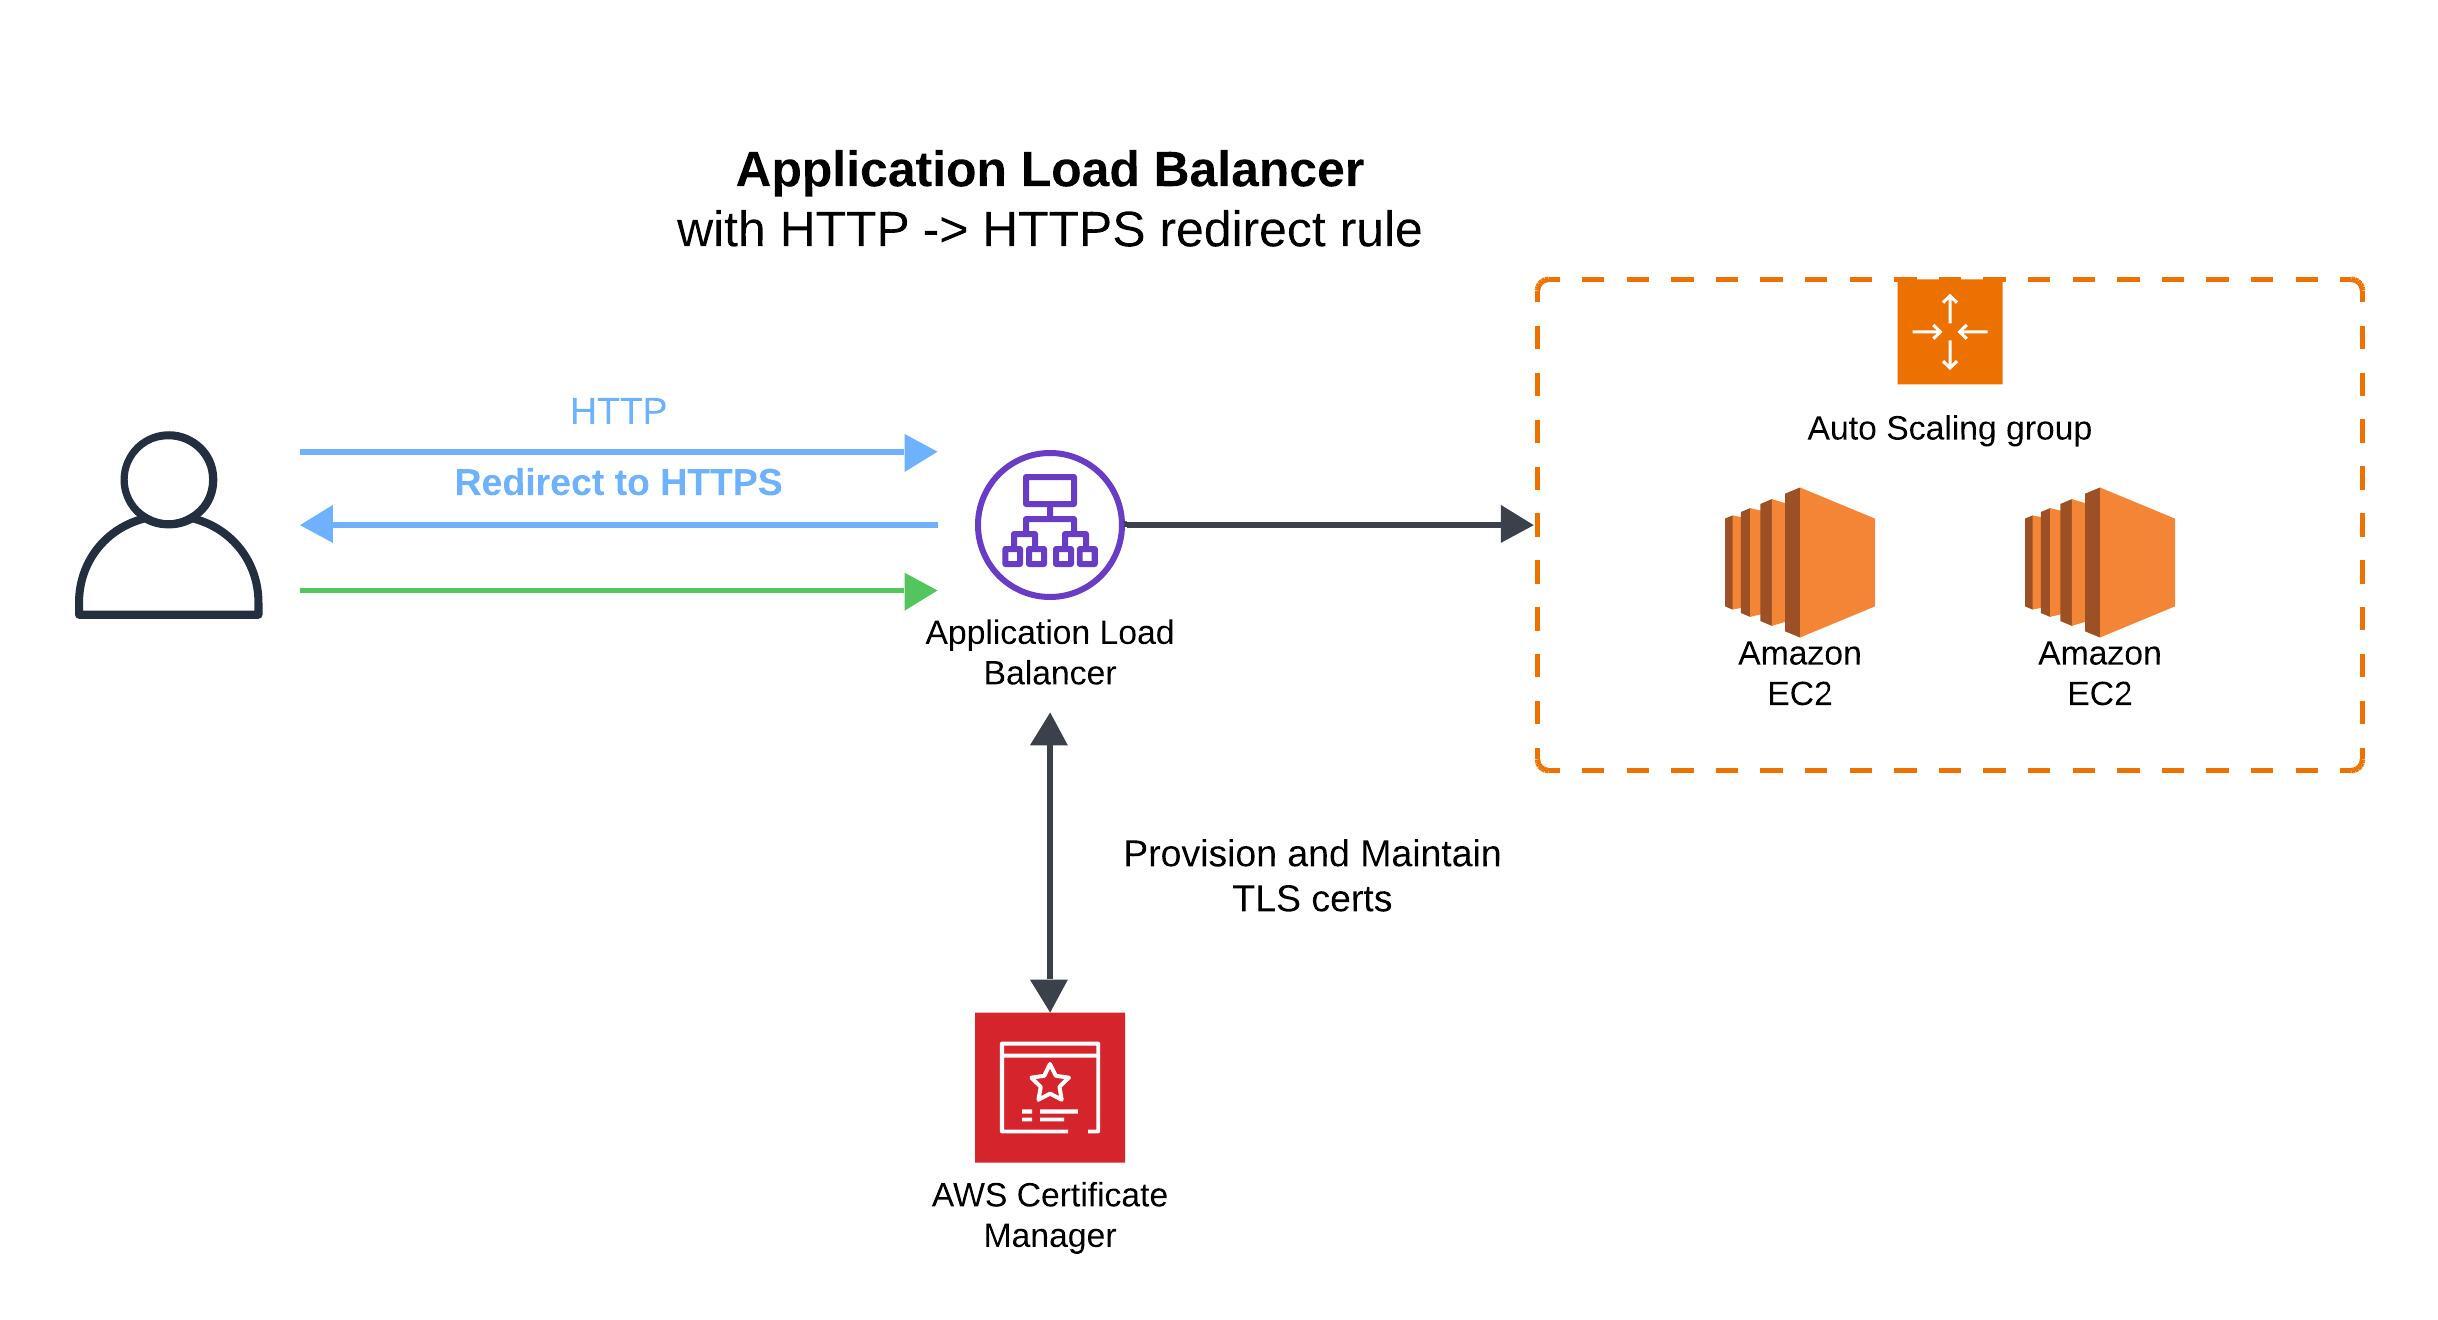 Application Load Balancer
with HTTP -> HTTPS redirect rule
HTTP
Redirect to HTTPS
Application Load
Balancer
Auto Scaling group
Amazon
EC2
Amazon
EC2
Provision and Maintain
TLS certs
AWS Certificate
Manager